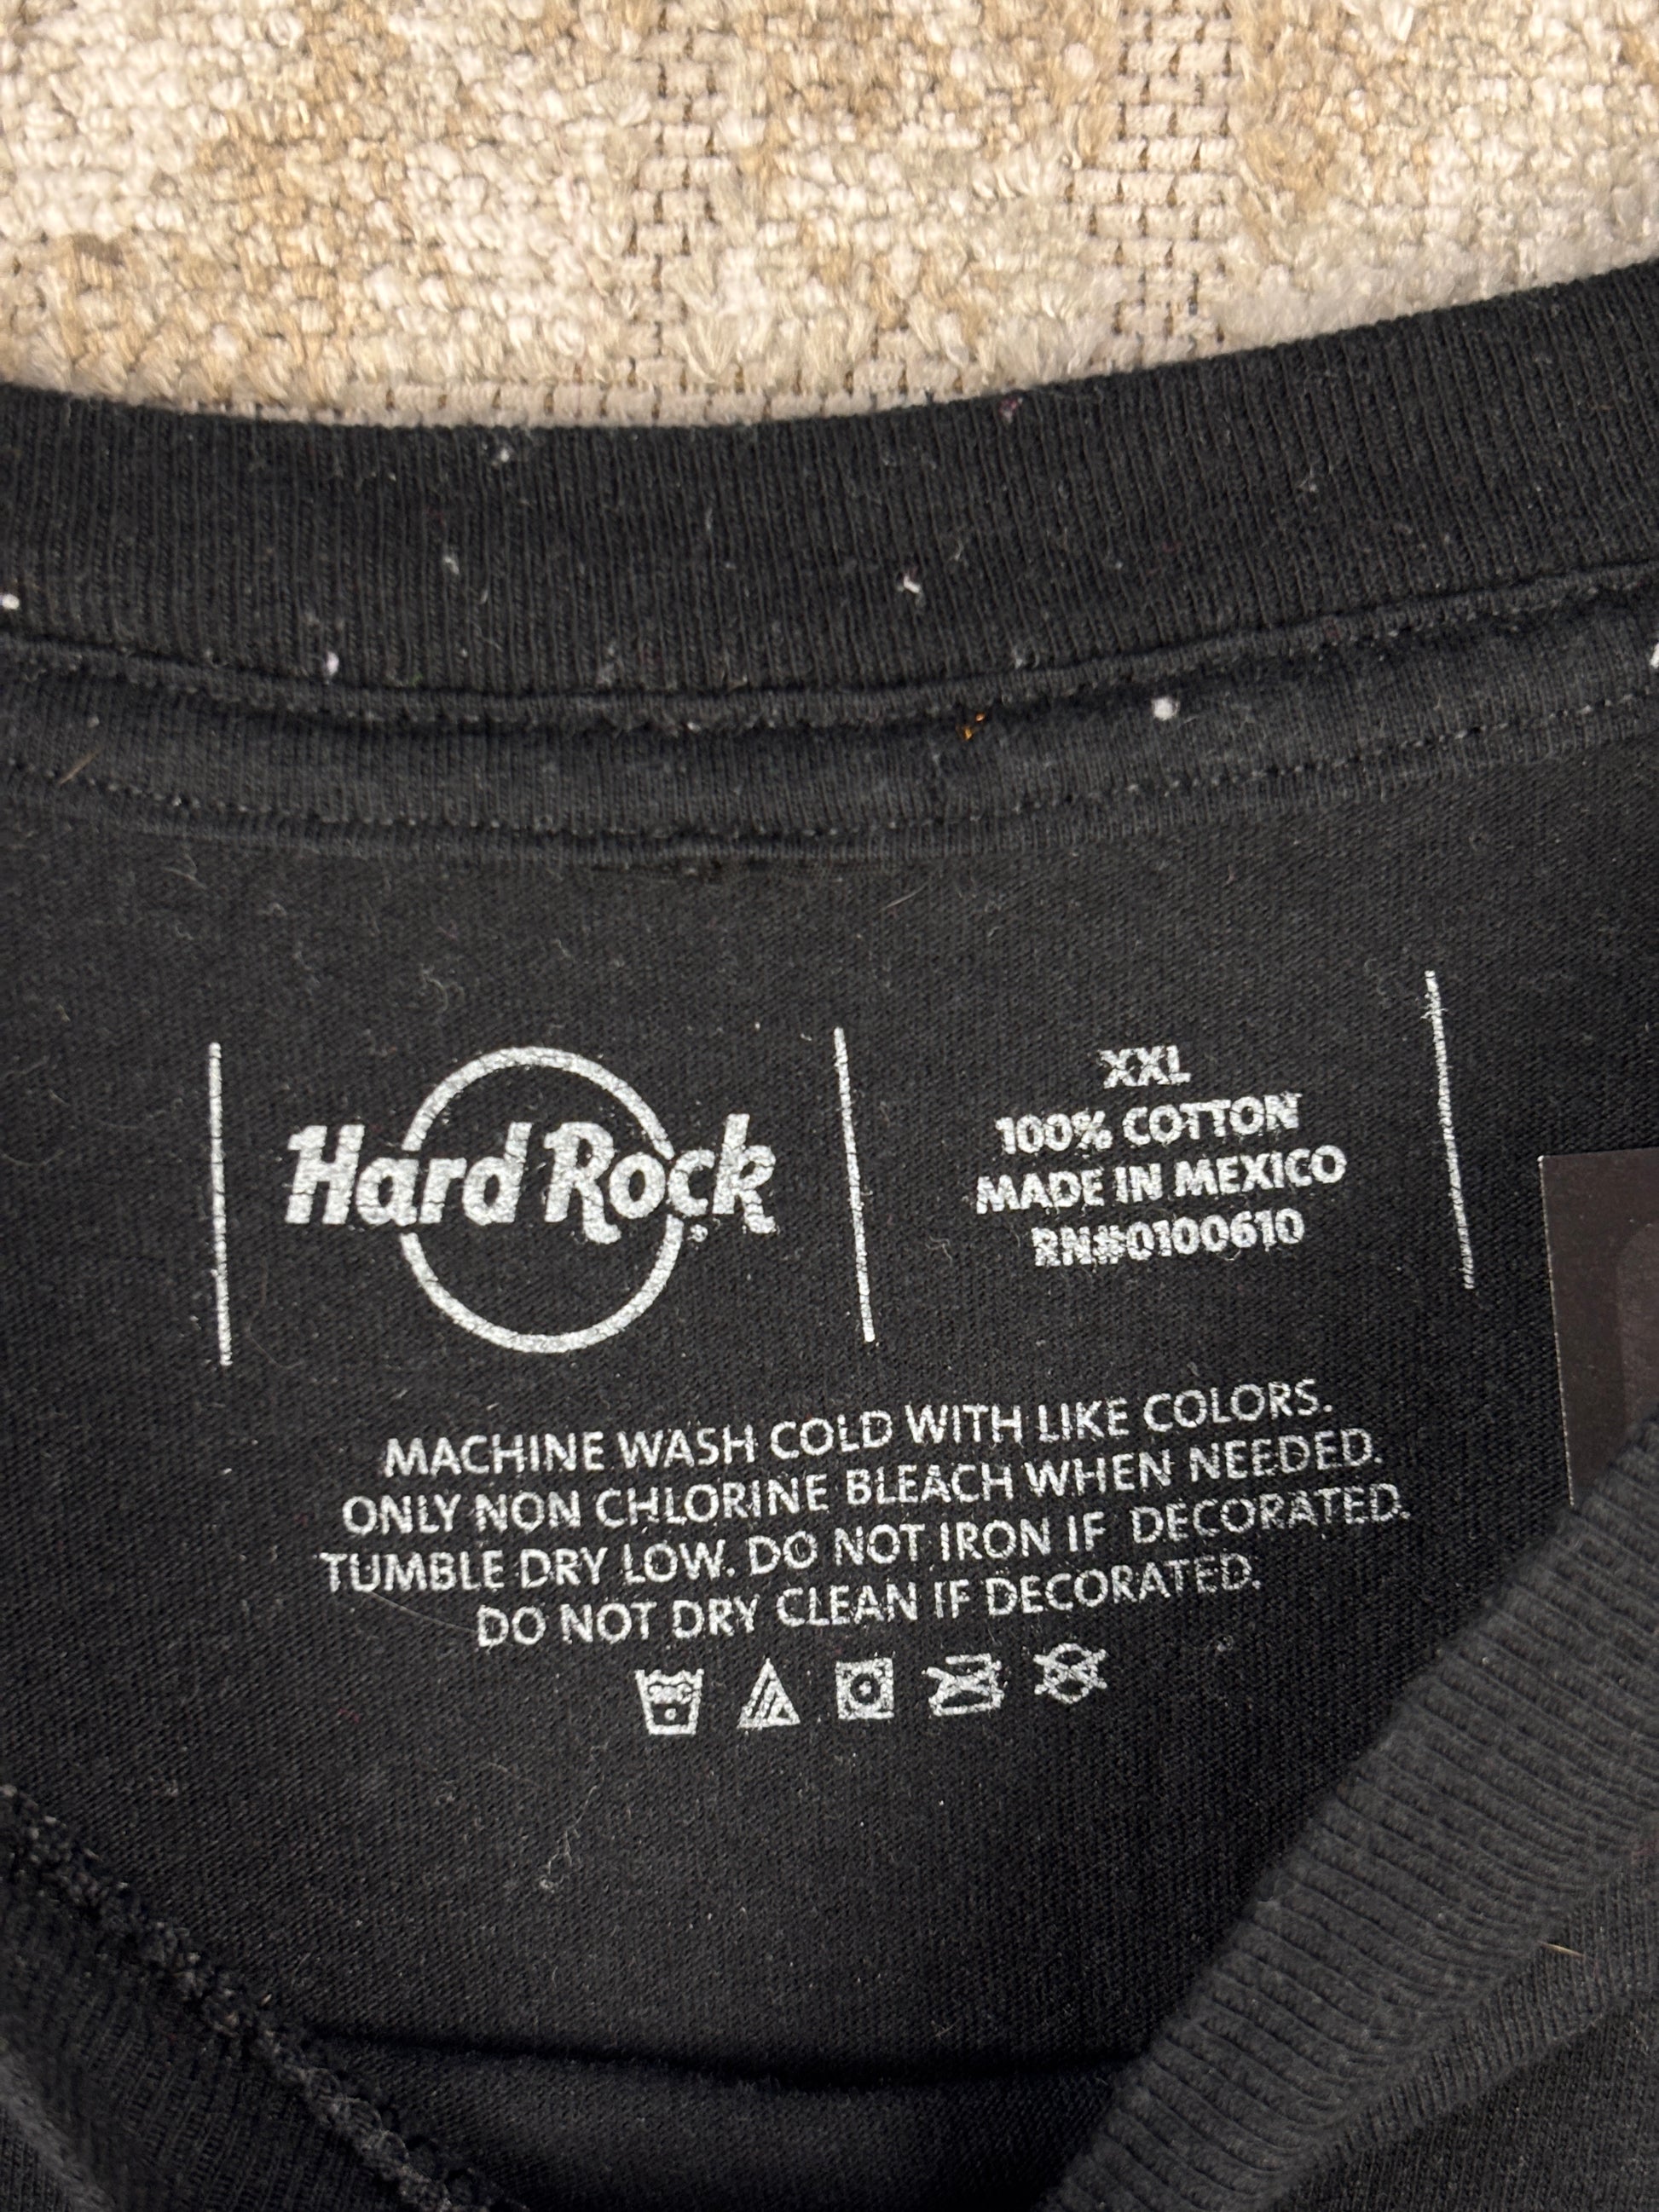 Hard Rock
XXL
100% COTTON
MADE IN MEXICO
RN#0100610
MACHINE WASH COLD WITH LIKE COLORS.
ONLY NON CHLORINE BLEACH WHEN NEEDED.
TUMBLE DRY LOW. DO NOT IRON IF DECORATED.
DO NOT DRY CLEAN IF DECORATED.